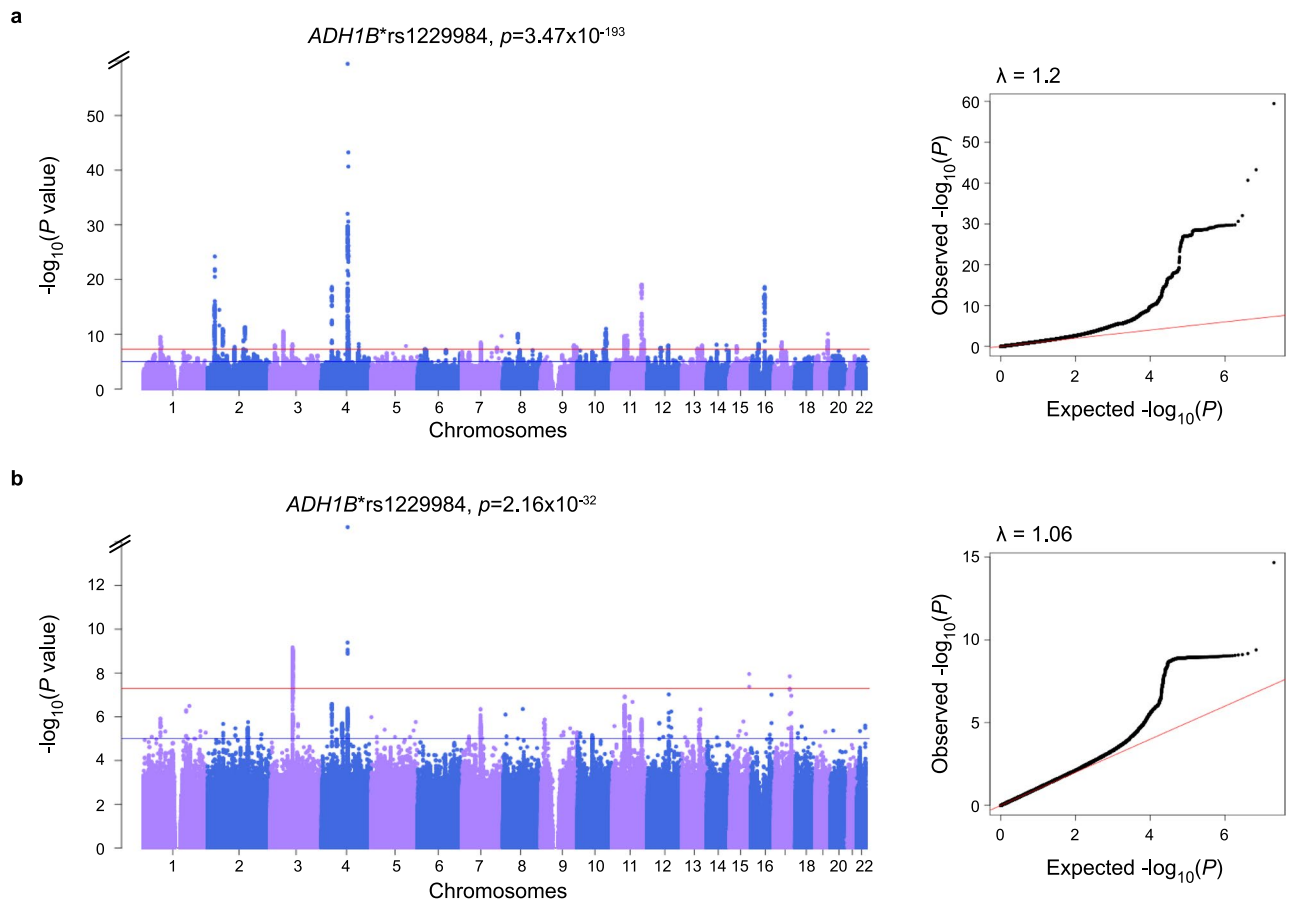 a
ADH1B*rs1229984, p=3.47x10-193
50
40
30
20
10
0
-log10(P value)
1 2 3 4 5 6 7 8 9 10 11 12 13 14 15 16 18 20 22
Chromosomes
λ = 1.2
60
50
40
30
20
10
0
Observed -log10(P)
0 2 4 6
Expected -log10(P)
b
ADH1B*rs1229984, p=2.16x10-32
12
10
8
6
4
2
0
-log10(P value)
1 2 3 4 5 6 7 8 9 10 11 12 13 14 15 16 18 20 22
Chromosomes
λ = 1.06
15
10
5
0
Observed -log10(P)
0 2 4 6
Expected -log10(P)